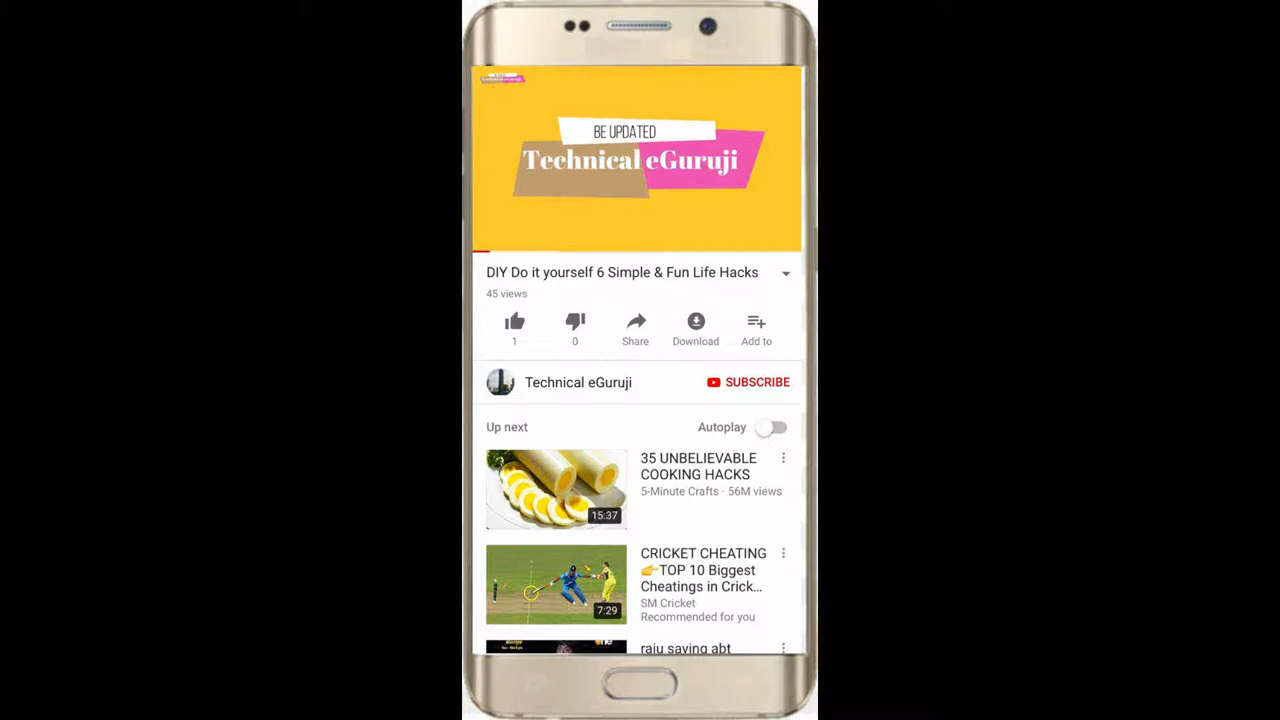 BE UPDATED
Technical eGuruji
DIY Do it yourself 6 Simple & Fun Life Hacks
45 views
1
0
Share
Download
Add to
Technical eGuruji
SUBSCRIBE
Up next
Autoplay
35 UNBELIEVABLE
COOKING HACKS
5-Minute Crafts · 56M views
15:37
CRICKET CHEATING
👉TOP 10 Biggest
Cheatings in Crick...
SM Cricket
Recommended for you
7:29
raju saying abt